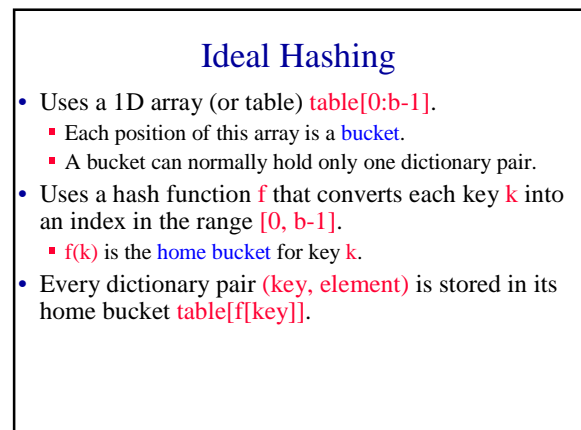 Ideal Hashing
• Uses a 1D array (or table) table[0:b-1].
▪ Each position of this array is a bucket.
▪ A bucket can normally hold only one dictionary pair.
• Uses a hash function f that converts each key k into
an index in the range [0, b-1].
▪ f(k) is the home bucket for key k.
• Every dictionary pair (key, element) is stored in its
home bucket table[f[key]].